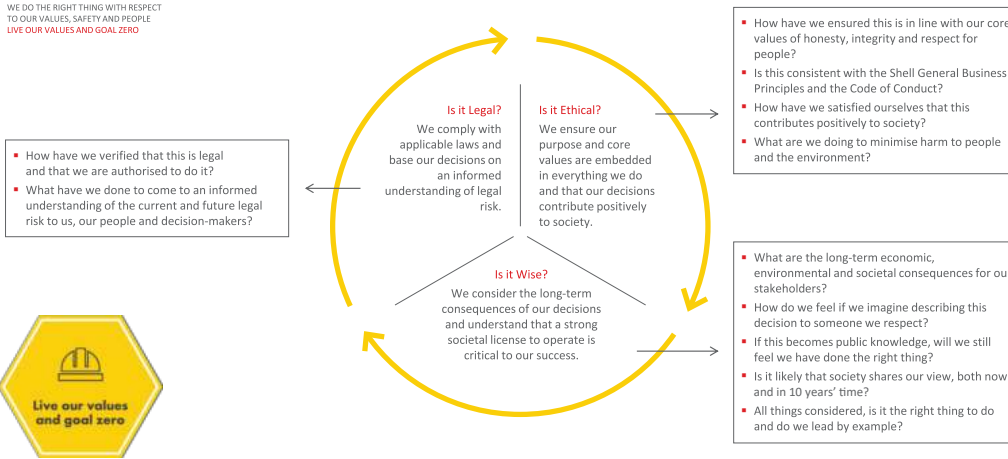 WE DO THE RIGHT THING WITH RESPECT
TO OUR VALUES, SAFETY AND PEOPLE
LIVE OUR VALUES AND GOAL ZERO
Is it Legal?
We comply with
applicable laws and
base our decisions on
an informed
understanding of legal
risk.
Is it Ethical?
We ensure our
purpose and core
values are embedded
in everything we do
and that our decisions
contribute positively
to society.
Is it Wise?
We consider the long-term
consequences of our decisions
and understand that a strong
societal license to operate is
critical to our success.
▪ How have we verified that this is legal
and that we are authorised to do it?
▪ What have we done to come to an informed
understanding of the current and future legal
risk to us, our people and decision-makers?
▪ How have we ensured this is in line with our core
values of honesty, integrity and respect for
people?
▪ Is this consistent with the Shell General Business
Principles and the Code of Conduct?
▪ How have we satisfied ourselves that this
contributes positively to society?
▪ What are we doing to minimise harm to people
and the environment?
▪ What are the long-term economic,
environmental and societal consequences for ou
stakeholders?
▪ How do we feel if we imagine describing this
decision to someone we respect?
▪ If this becomes public knowledge, will we still
feel we have done the right thing?
▪ Is it likely that society shares our view, both now
and in 10 years' time?
▪ All things considered, is it the right thing to do
and do we lead by example?
Live our values
and goal zero